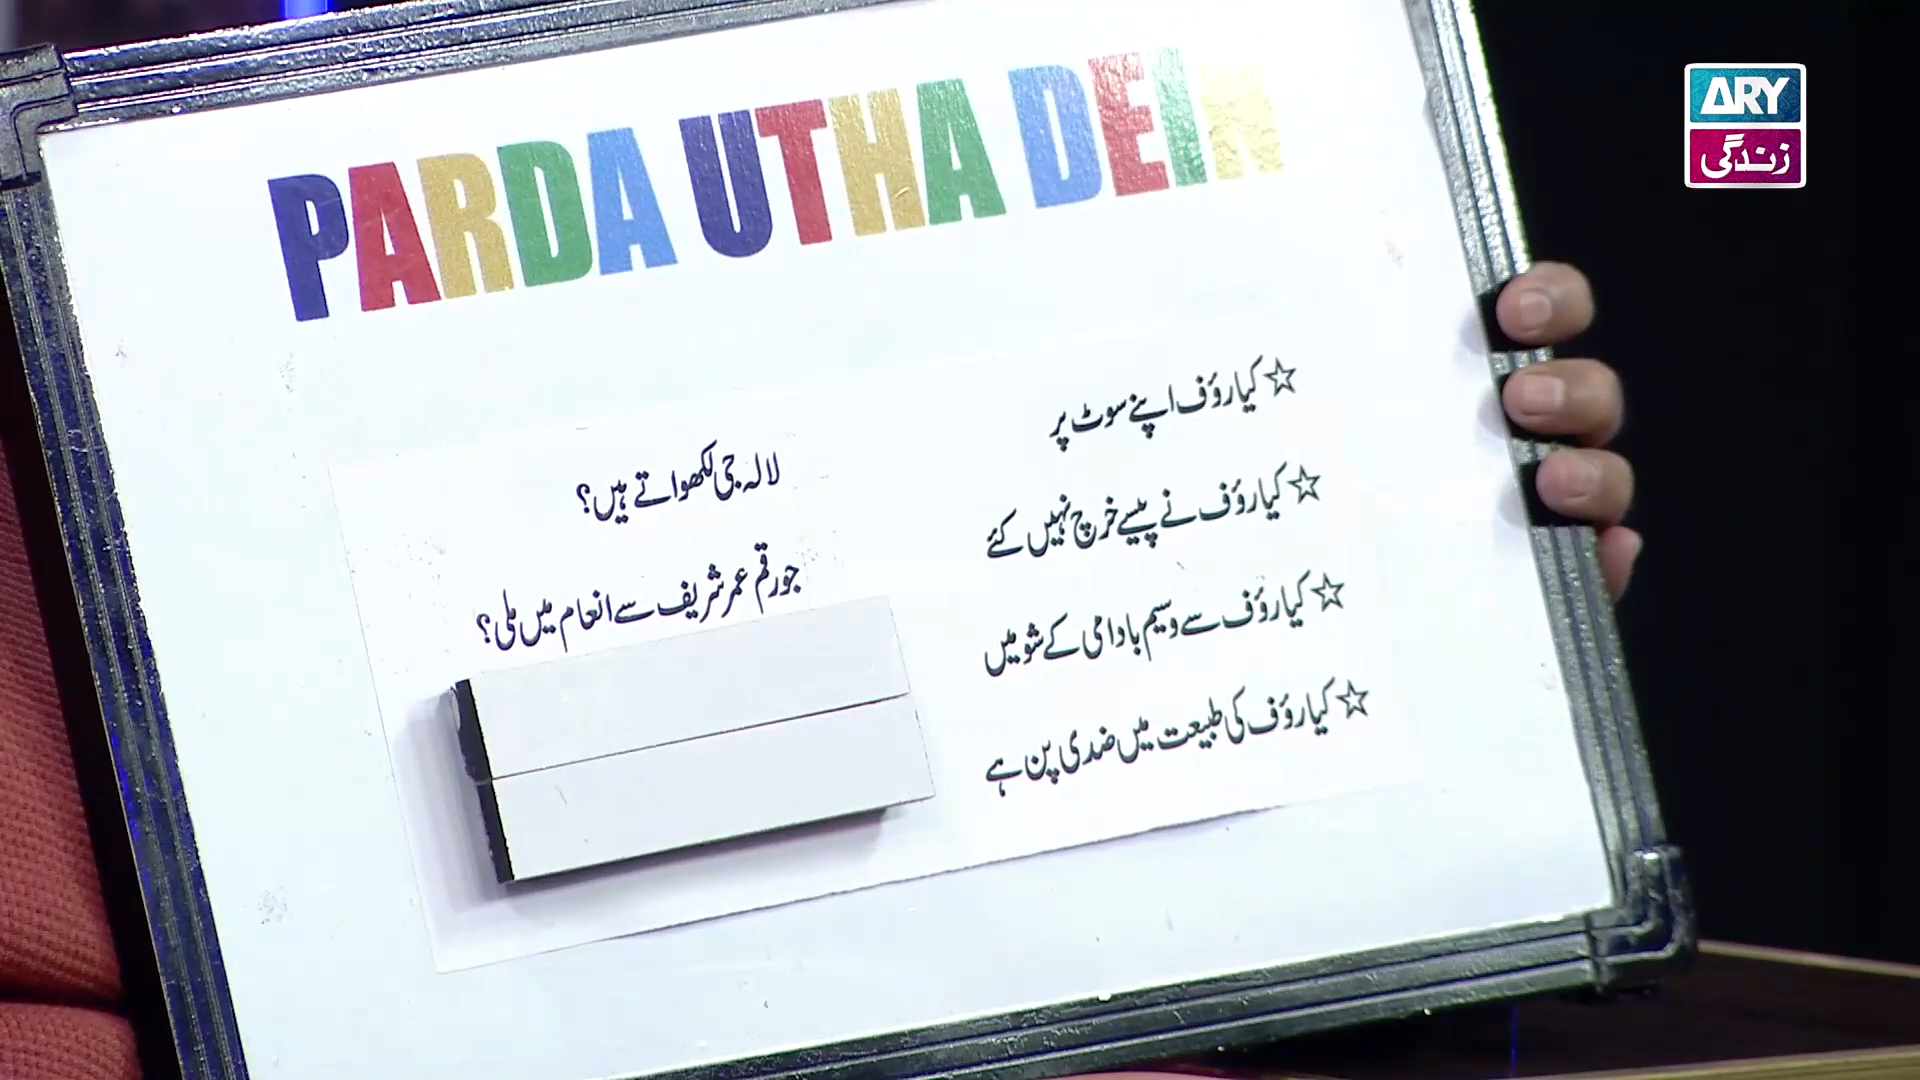 PARDA UTHA DEIN
ARY
زندگی
☆ کیا رؤف اپنے سوٹ پر
لالہ جی لکھواتے ہیں؟
☆ کیا رؤف نے پیسے خرچ نہیں کئے
جو رقم عمر شریف سے انعام میں ملی؟
☆ کیا رؤف سے وسیم بادامی کے شو میں
☆ کیا رؤف کی طبیعت میں ضدی پن ہے